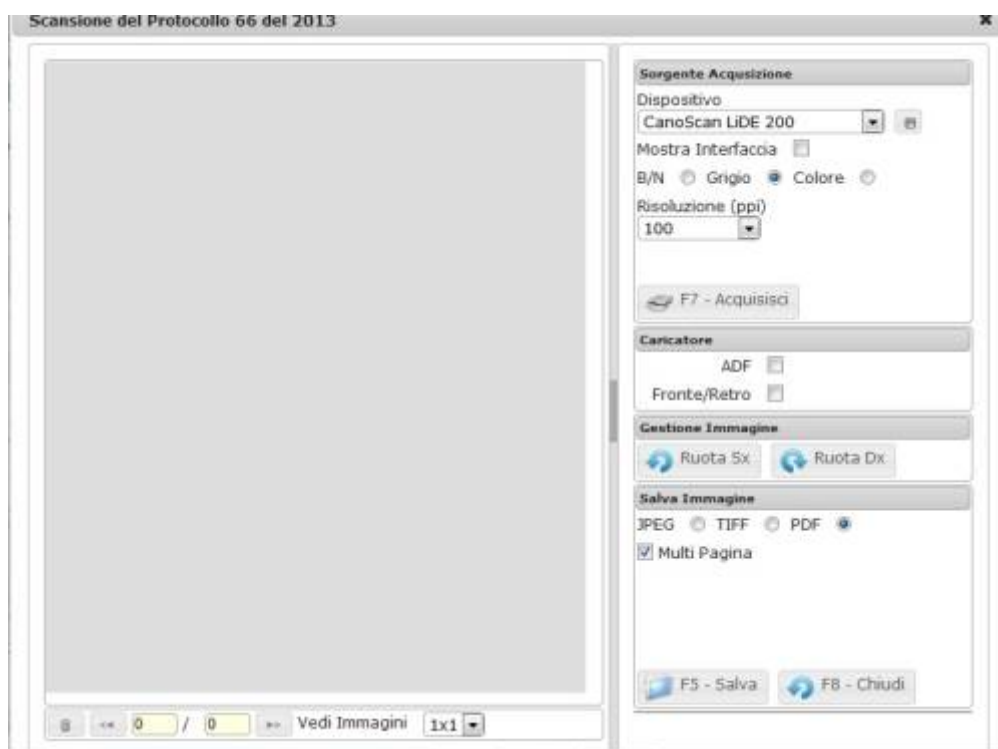 Scansione del Protocollo 66 del 2013
Sorgente Acqusizione
Dispositivo
CanoScan LiDE 200
Mostra Interfaccia
B/N Grigio Colore
Risoluzione (ppi)
100
F7 - Acquisisci
Caricatore
ADF
Fronte/Retro
Gestione Immagine
Ruota Sx Ruota Dx
Salva Immagine
JPEG TIFF PDF
Multi Pagina
F5 - Salva F8 - Chiudi
0 / 0 Vedi Immagini 1x1